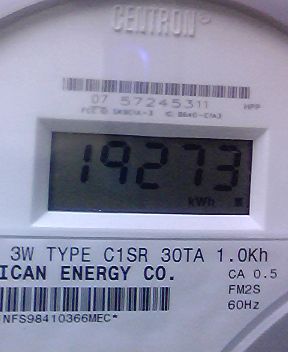 CENTRON
07 57245311 HPP
19273
kWh
3W TYPE C1SR 30TA 1.0Kh
ICAN ENERGY CO. CA 0.5
FM2S
60Hz
NFS98410366MEC*